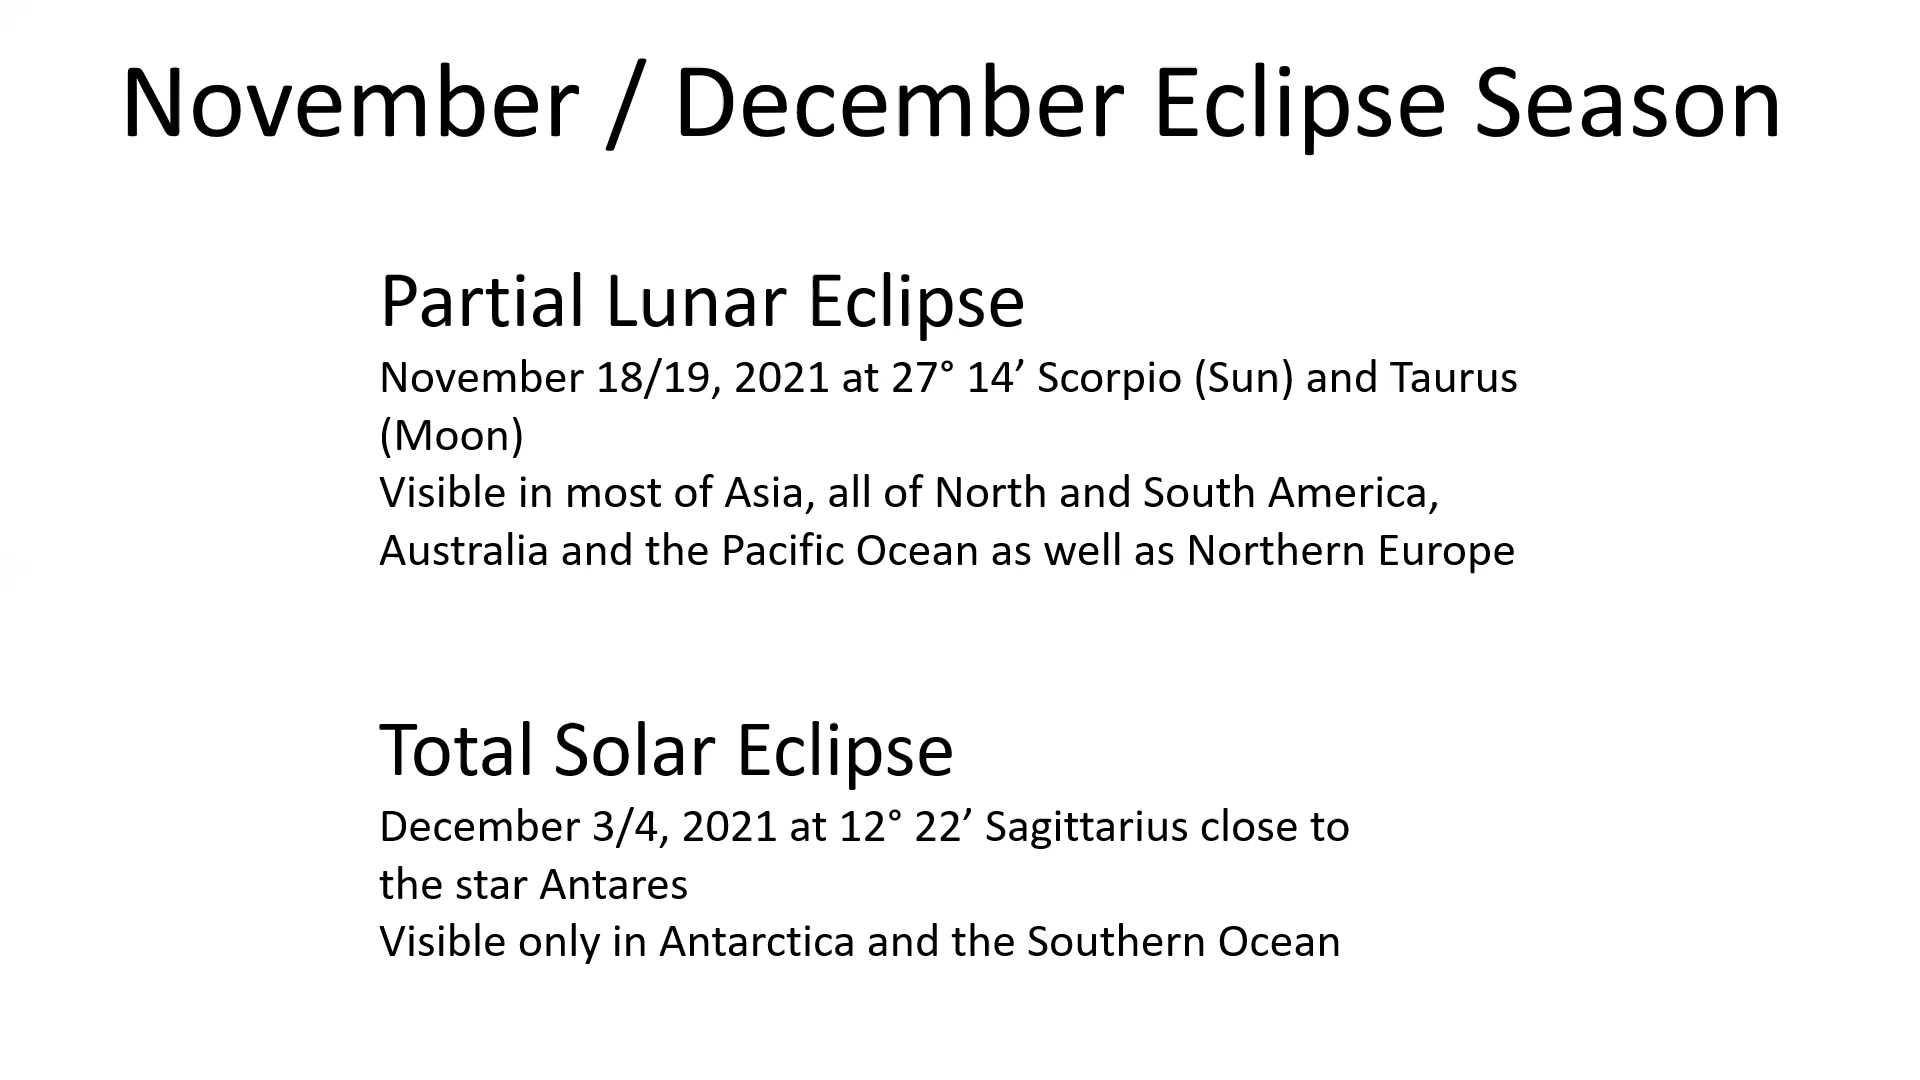 November / December Eclipse Season
Partial Lunar Eclipse
November 18/19, 2021 at 27° 14’ Scorpio (Sun) and Taurus
(Moon)
Visible in most of Asia, all of North and South America,
Australia and the Pacific Ocean as well as Northern Europe
Total Solar Eclipse
December 3/4, 2021 at 12° 22’ Sagittarius close to
the star Antares
Visible only in Antarctica and the Southern Ocean